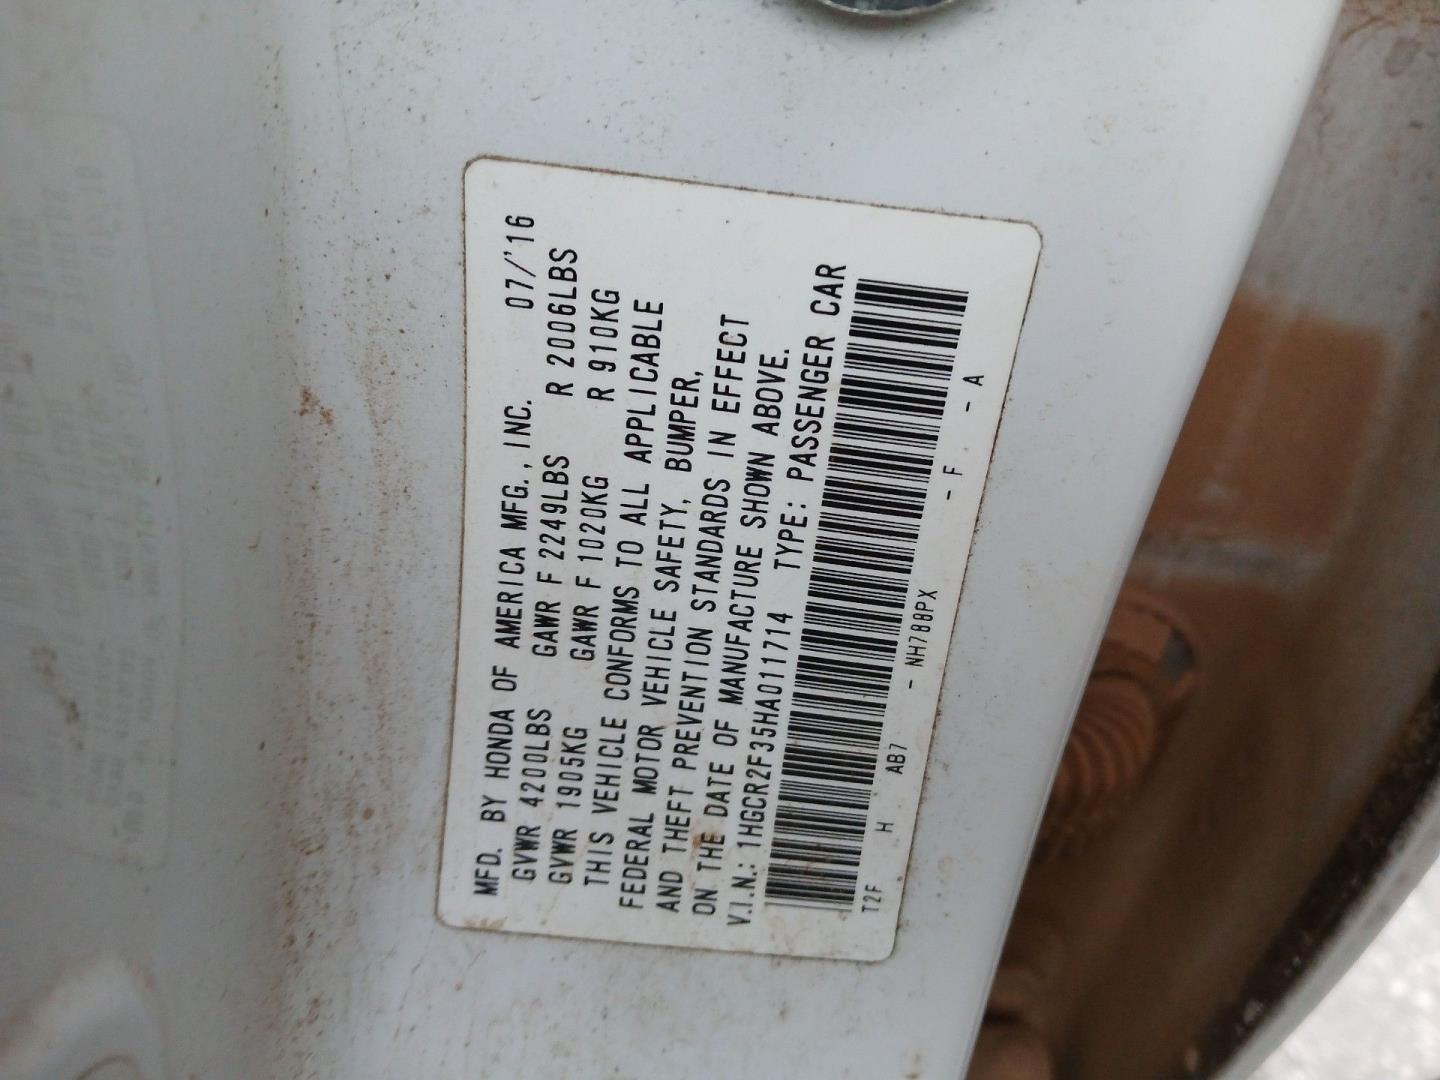 MFD. BY HONDA OF AMERICA MFG., INC. 07/'16
GVWR 4200LBS GAWR F 2249LBS R 2006LBS
GVWR 1905KG GAWR F 1020KG R 910KG
THIS VEHICLE CONFORMS TO ALL APPLICABLE
FEDERAL MOTOR VEHICLE SAFETY, BUMPER,
AND THEFT PREVENTION STANDARDS IN EFFECT
ON THE DATE OF MANUFACTURE SHOWN ABOVE.
V.I.N.: 1HGCR2F35HA011714 TYPE: PASSENGER CAR
T2F H AB7 - NH788PX - F - A